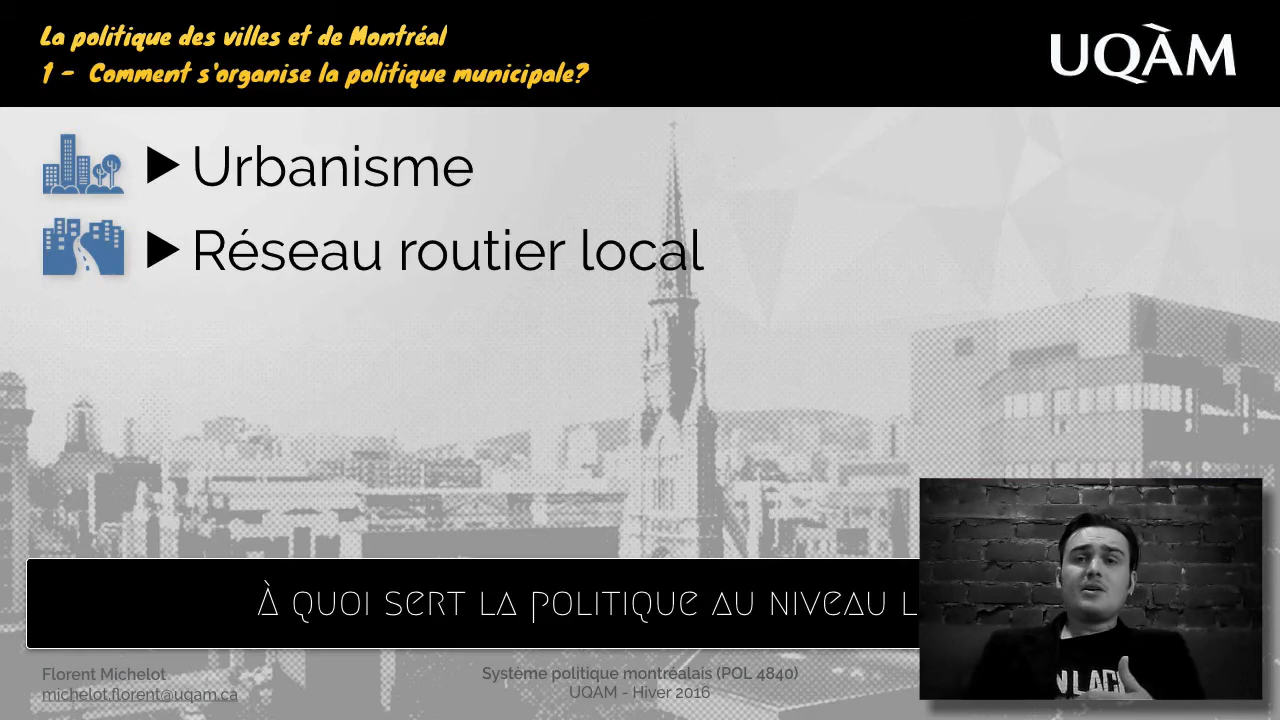 La politique des villes et de Montréal
1 - Comment s'organise la politique municipale?
UQÀM
Urbanisme
Réseau routier local
À QUOI SERT LA POLITIQUE AU NIVEAU L
Florent Michelot
michelot.florent@uqam.ca
Système politique montréalais (POL 4840)
UQAM - Hiver 2016